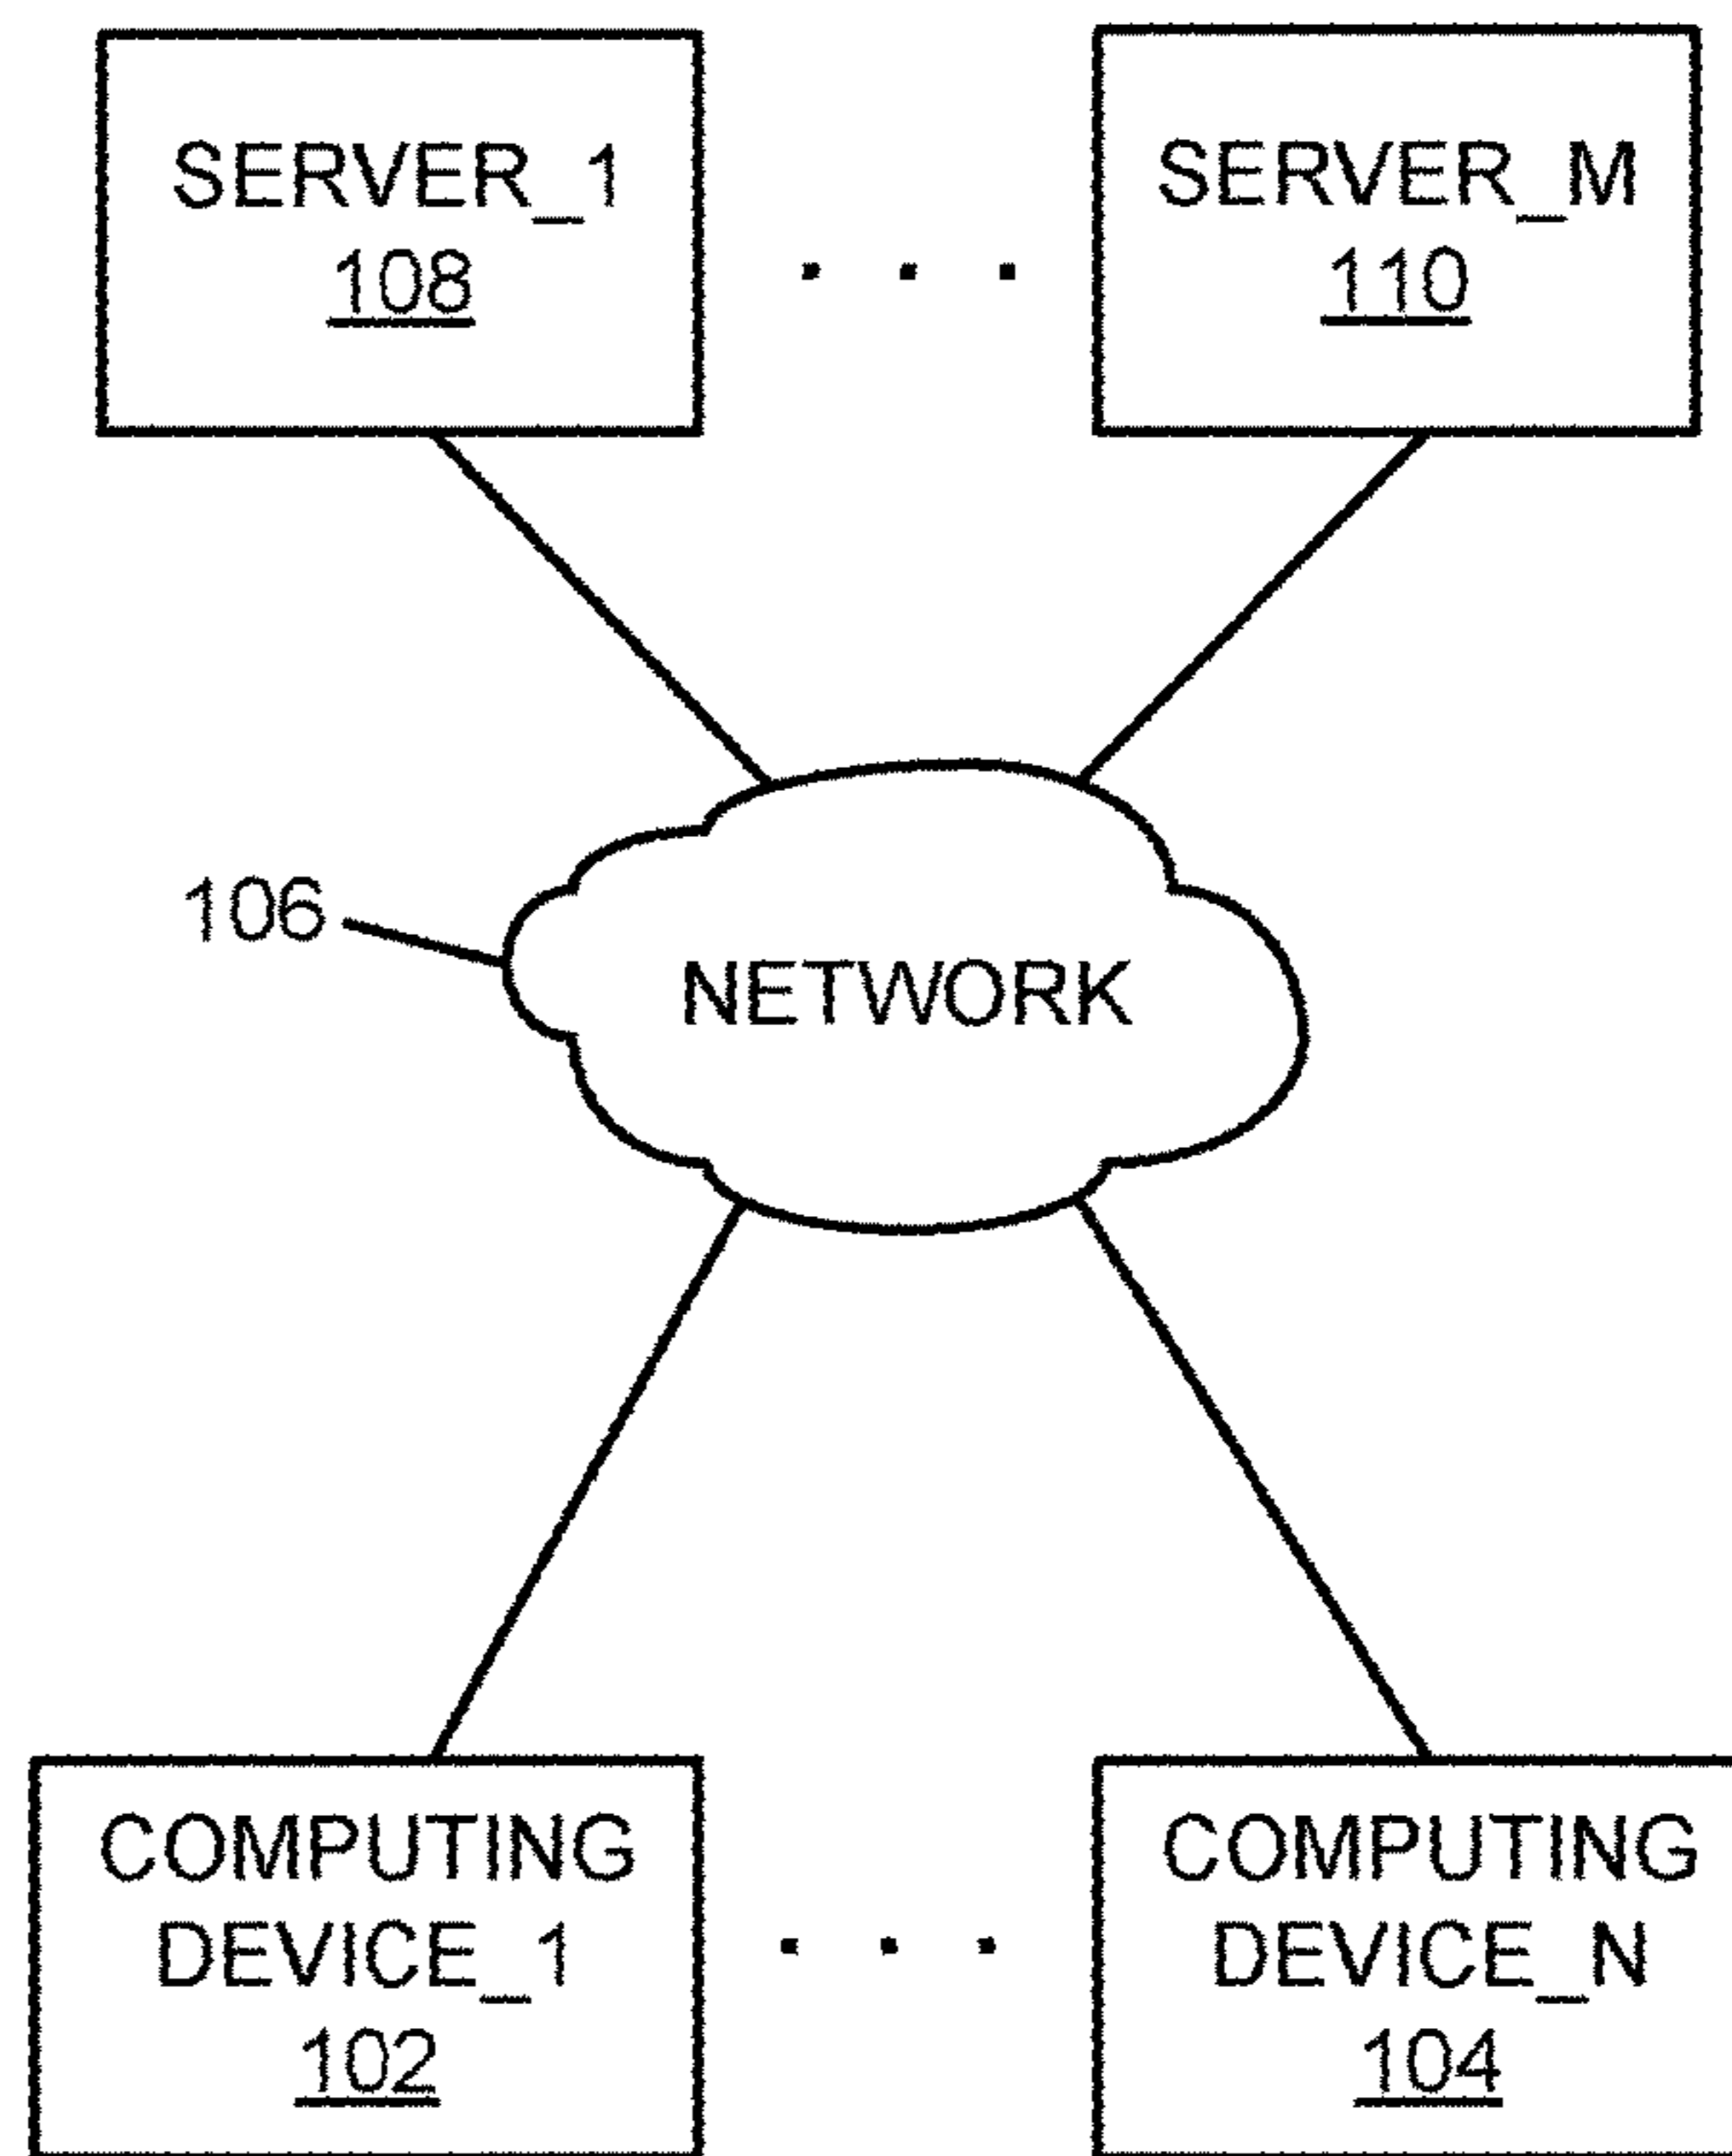 SERVER_1
108
. . .
SERVER_M
110
106
NETWORK
COMPUTING
DEVICE_1
102
. . .
COMPUTING
DEVICE_N
104